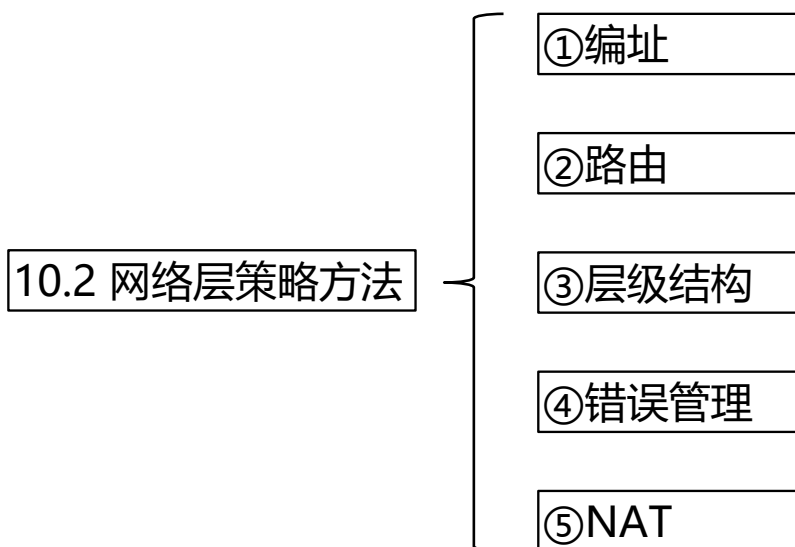 ①编址
②路由
10.2 网络层策略方法
③层级结构
④错误管理
⑤NAT